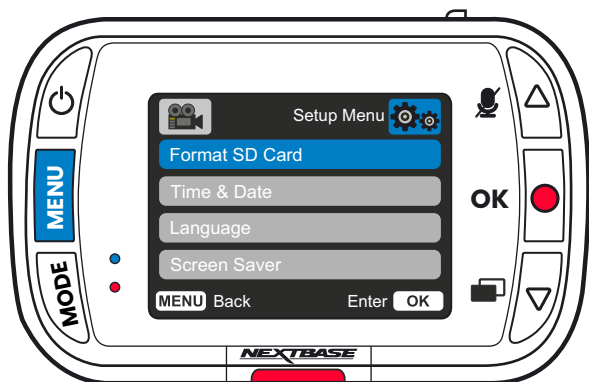 Setup Menu
Format SD Card
Time & Date
Language
Screen Saver
MENU Back
Enter OK
MENU
MODE
OK
NEXTBASE